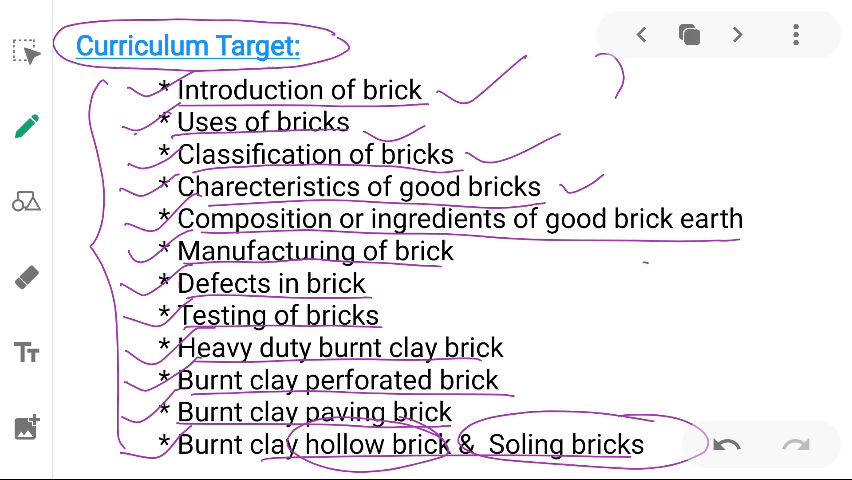 Curriculum Target:
* Introduction of brick
* Uses of bricks
* Classification of bricks
* Charecteristics of good bricks
* Composition or ingredients of good brick earth
* Manufacturing of brick
* Defects in brick
* Testing of bricks
* Heavy duty burnt clay brick
* Burnt clay perforated brick
* Burnt clay paving brick
* Burnt clay hollow brick & Soling bricks